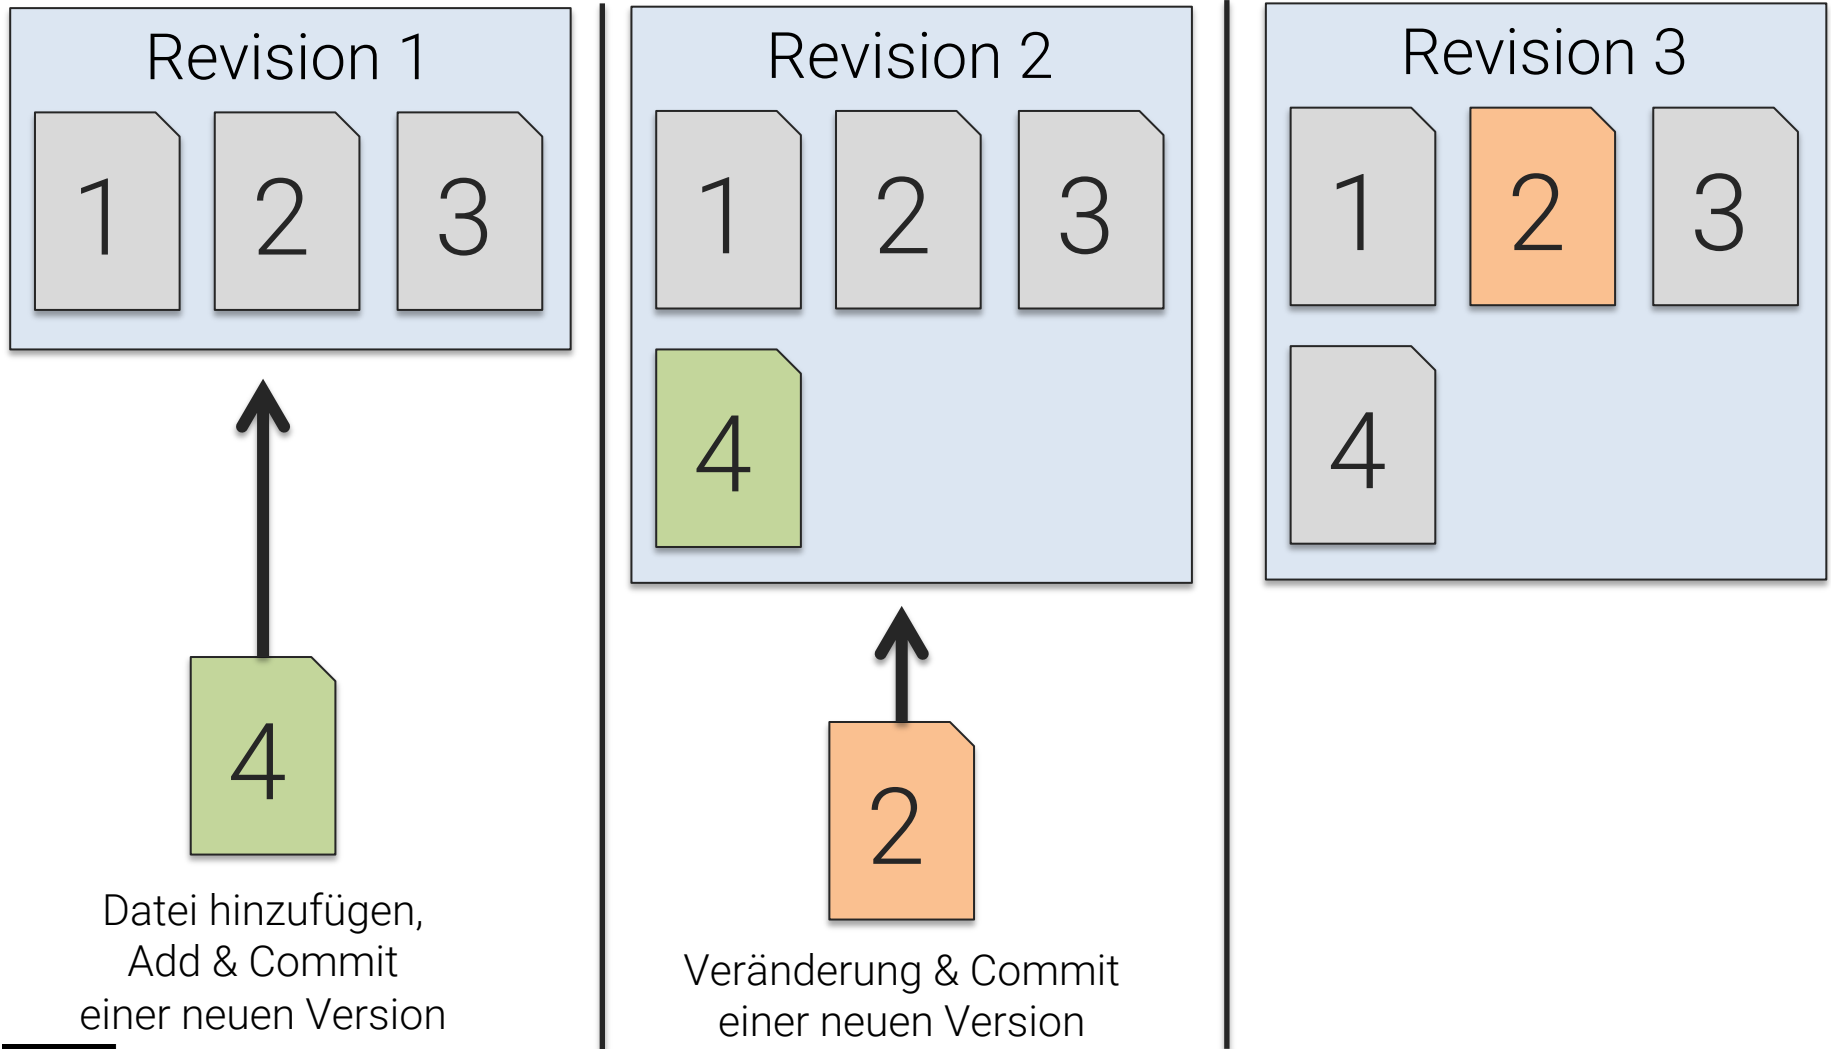 Revision 1
1 2 3
4
Datei hinzufügen,
Add & Commit
einer neuen Version
Revision 2
1 2 3
4
2
Veränderung & Commit
einer neuen Version
Revision 3
1 2 3
4